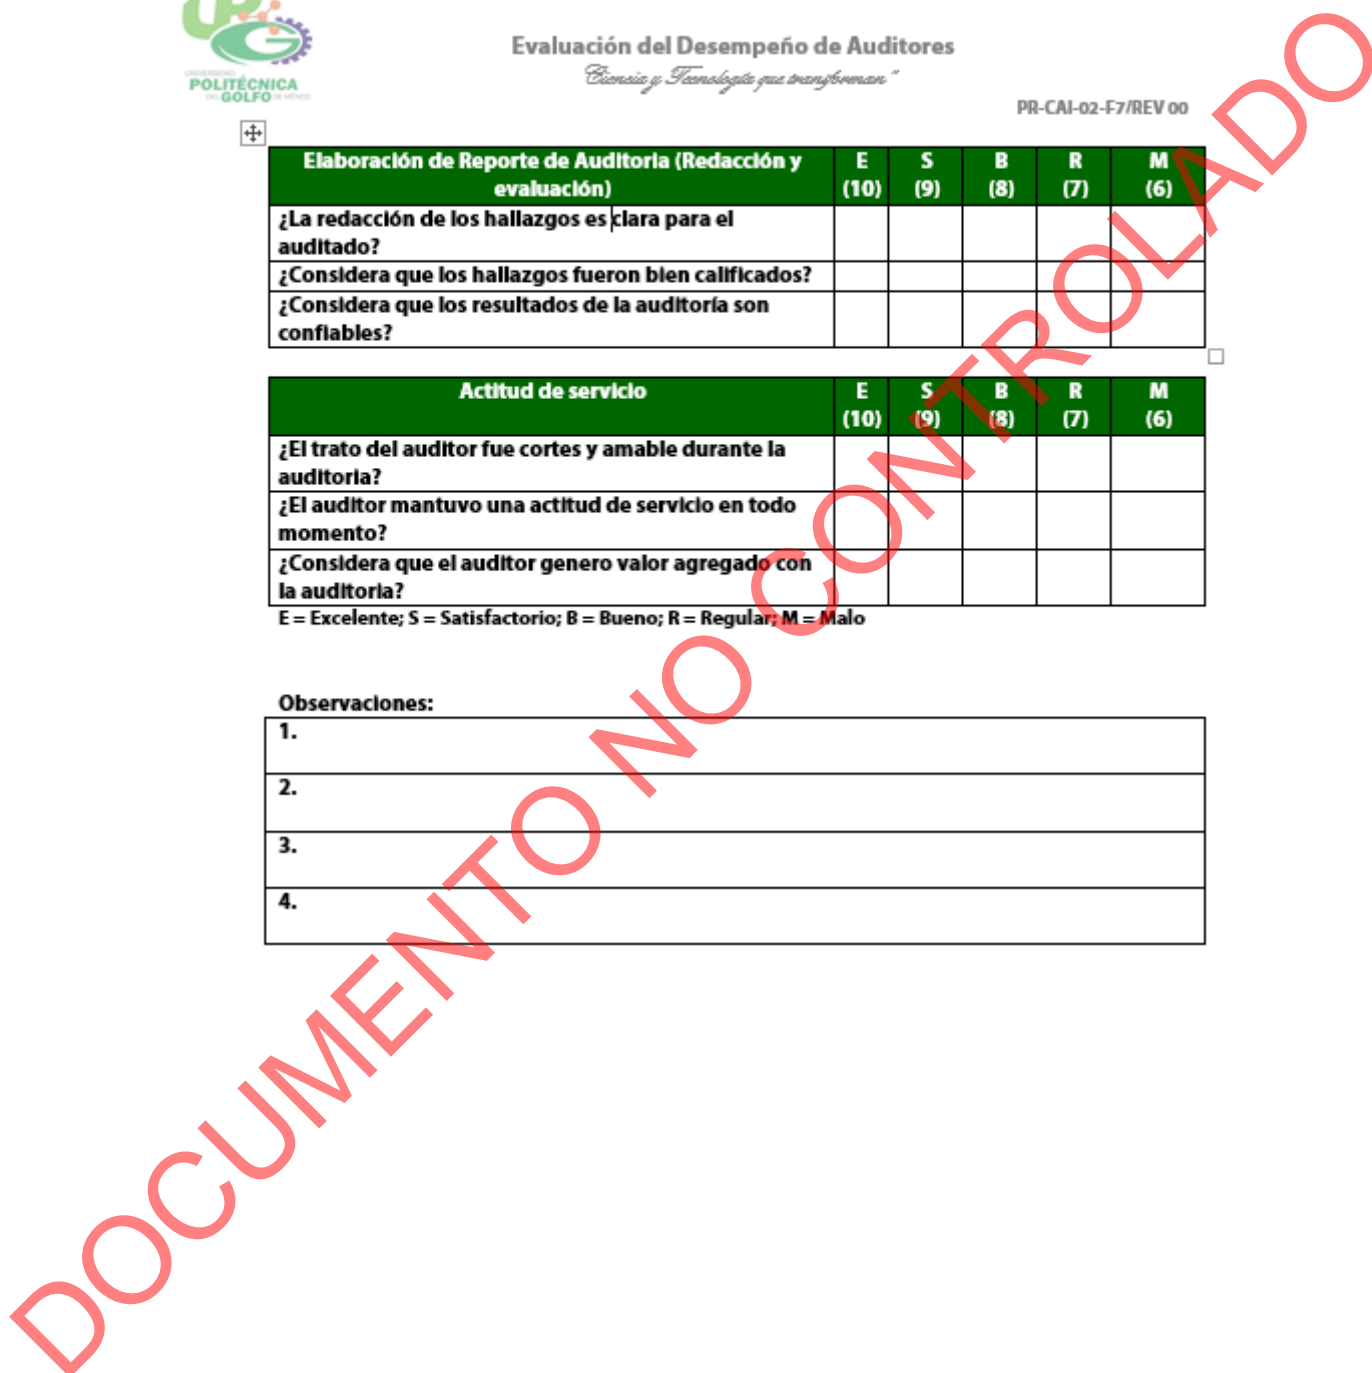 UNIVERSIDAD
POLITÉCNICA
DEL GOLFO DE MÉXICO
Evaluación del Desempeño de Auditores
Ciencia y Tecnología que transforman"
PR-CAI-02-F7/REV 00
Elaboración de Reporte de Auditoria (Redacción y evaluación) E (10) S (9) B (8) R (7) M (6)
¿La redacción de los hallazgos es clara para el
auditado?
¿Considera que los hallazgos fueron bien calificados?
¿Considera que los resultados de la auditoría son
confiables?
Actitud de servicio E (10) S (9) B (8) R (7) M (6)
¿El trato del auditor fue cortes y amable durante la
auditoria?
¿El auditor mantuvo una actitud de servicio en todo
momento?
¿Considera que el auditor genero valor agregado con
la auditoria?
E = Excelente; S = Satisfactorio; B = Bueno; R = Regular; M = Malo
Observaciones:
1.
2.
3.
4.
DOCUMENTO NO CONTROLADO